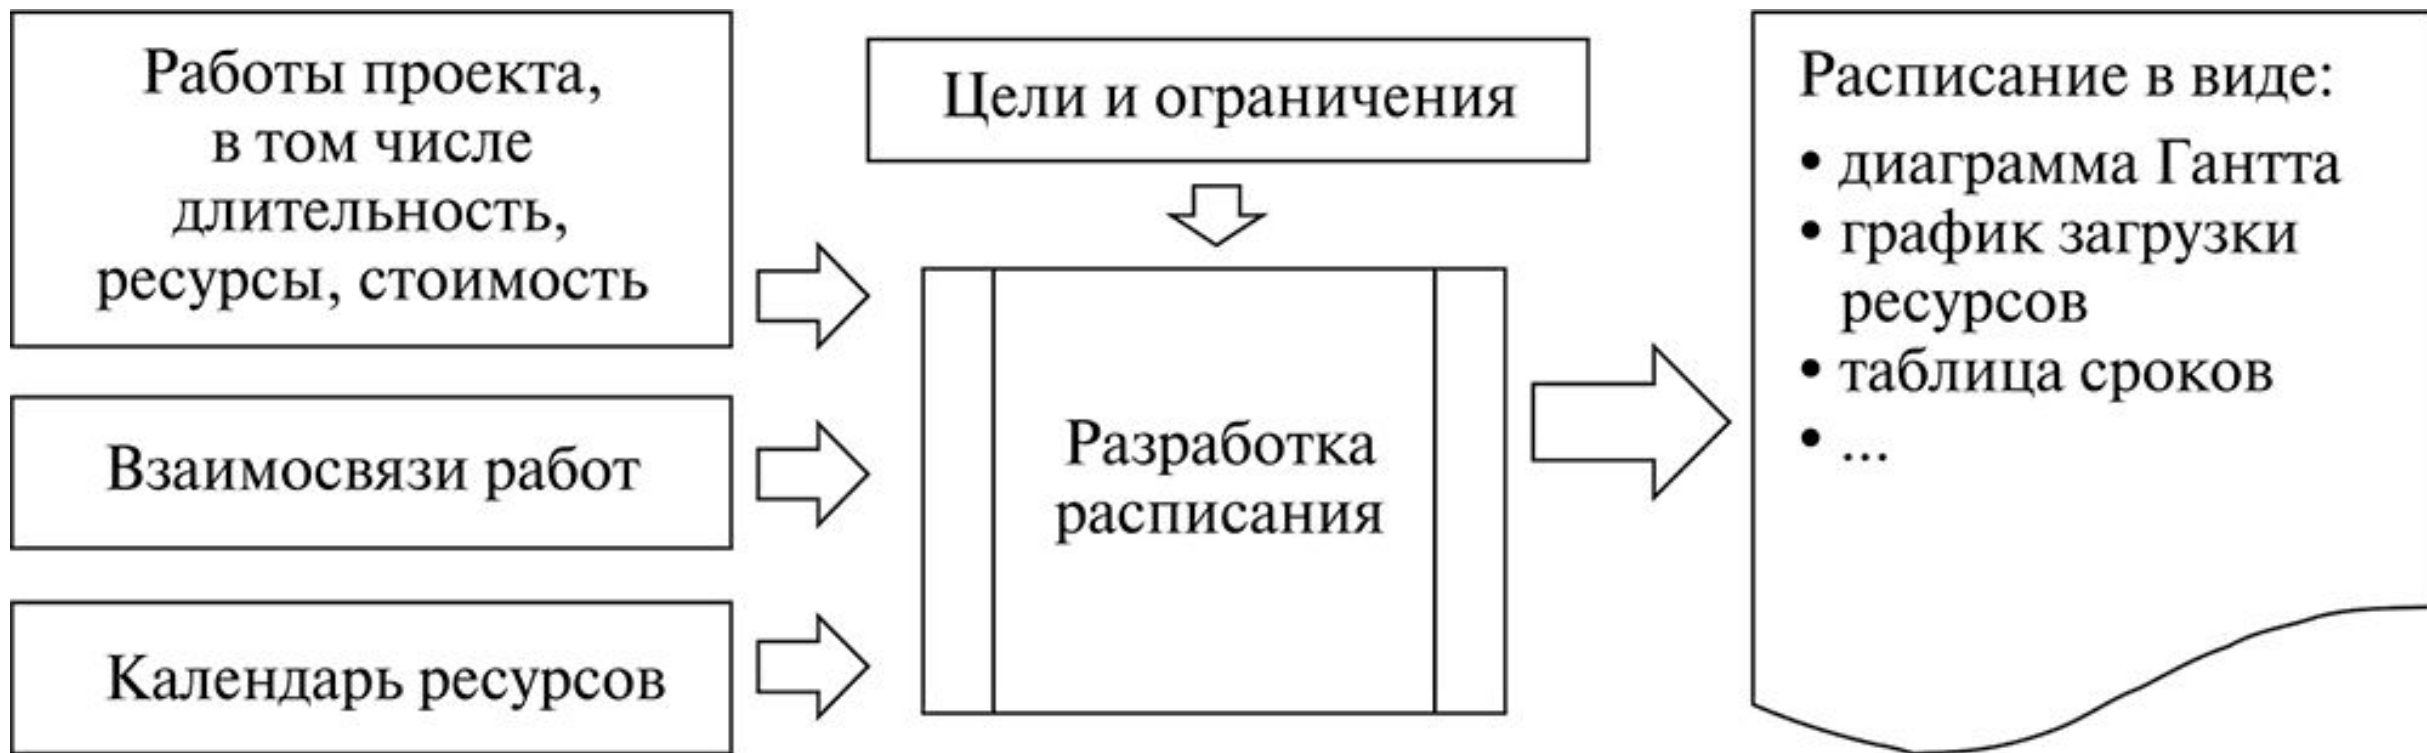 Работы проекта,
в том числе
длительность,
ресурсы, стоимость
Взаимосвязи работ
Календарь ресурсов
Цели и ограничения
Разработка
расписания
Расписание в виде:
• диаграмма Гантта
• график загрузки
ресурсов
• таблица сроков
• ...